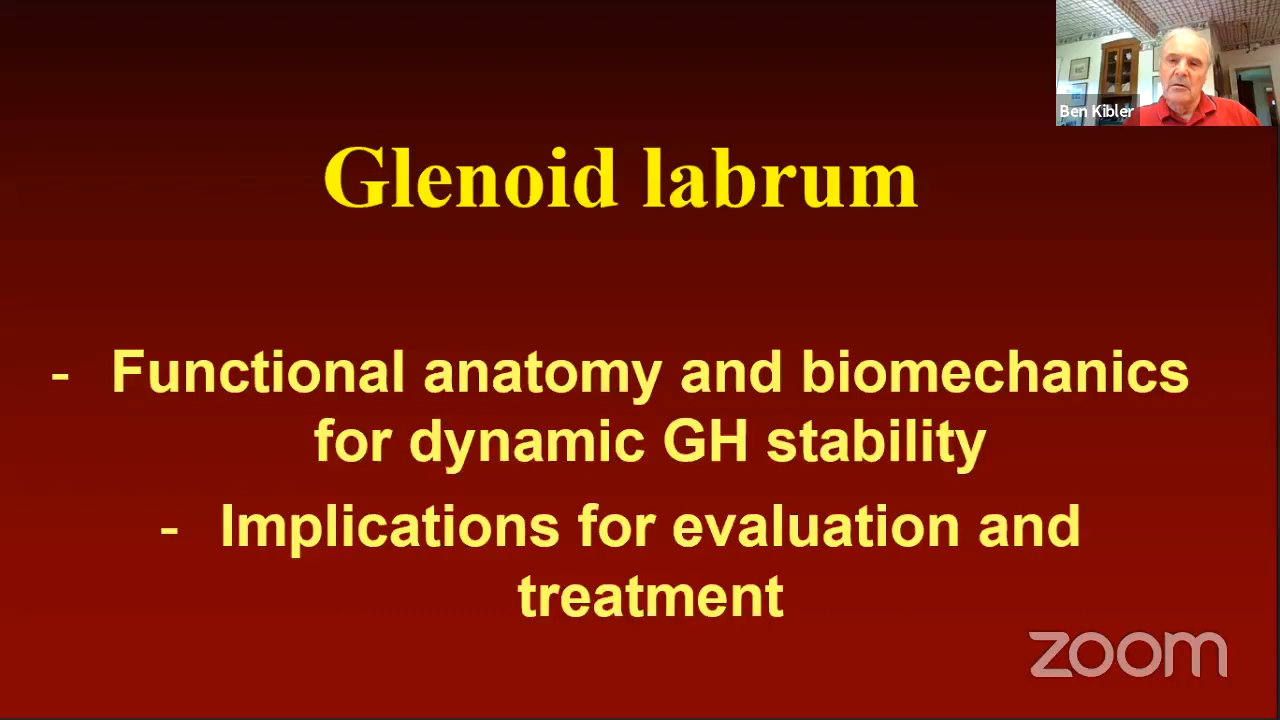 Ben Kibler
Glenoid labrum
- Functional anatomy and biomechanics
for dynamic GH stability
- Implications for evaluation and
treatment
zoom